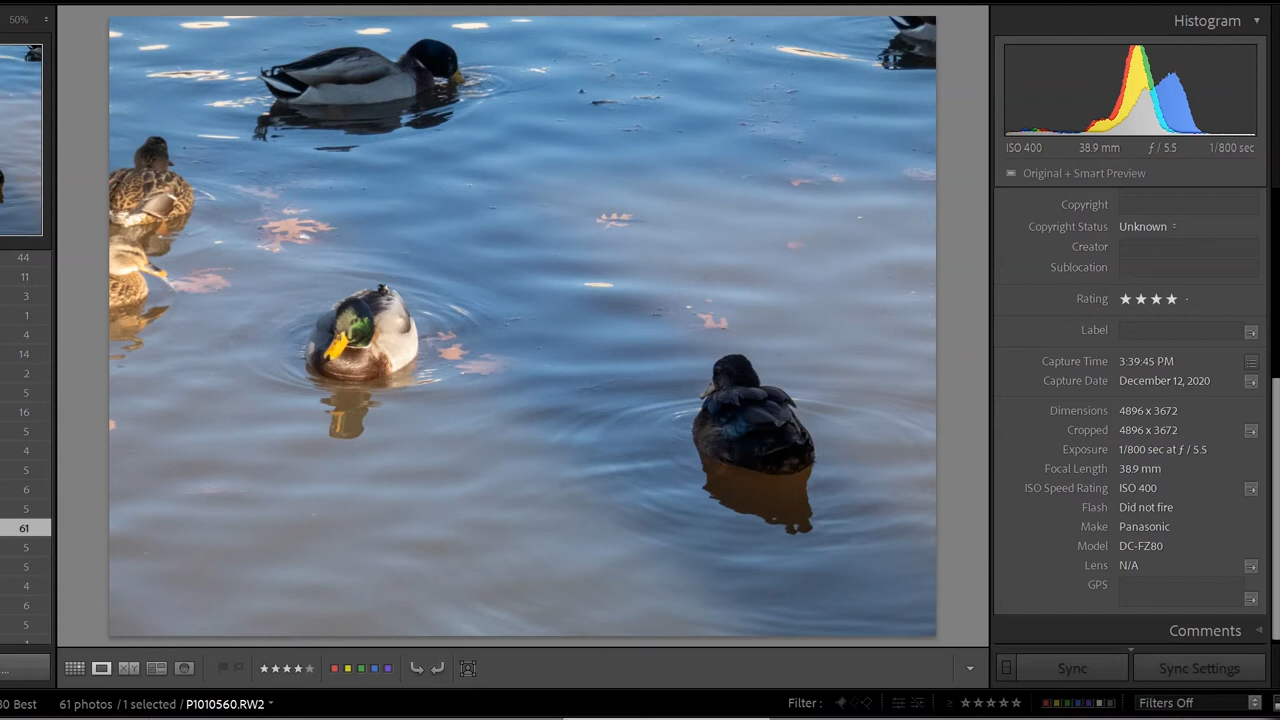 50%
Histogram
ISO 400 38.9 mm ƒ / 5.5 1/800 sec
Original + Smart Preview
Copyright
Copyright Status Unknown
Creator
Sublocation
Rating ★ ★ ★ ★ ·
Label
Capture Time 3:39:45 PM
Capture Date December 12, 2020
Dimensions 4896 x 3672
Cropped 4896 x 3672
Exposure 1/800 sec at ƒ / 5.5
Focal Length 38.9 mm
ISO Speed Rating ISO 400
Flash Did not fire
Make Panasonic
Model DC-FZ80
Lens N/A
GPS
Comments
Sync Sync Settings
44
11
3
1
4
14
2
5
16
5
4
5
6
5
61
5
5
4
6
5
...
XY
30 Best 61 photos / 1 selected / P1010560.RW2
Filter : ≥ ★★★★★ Filters Off